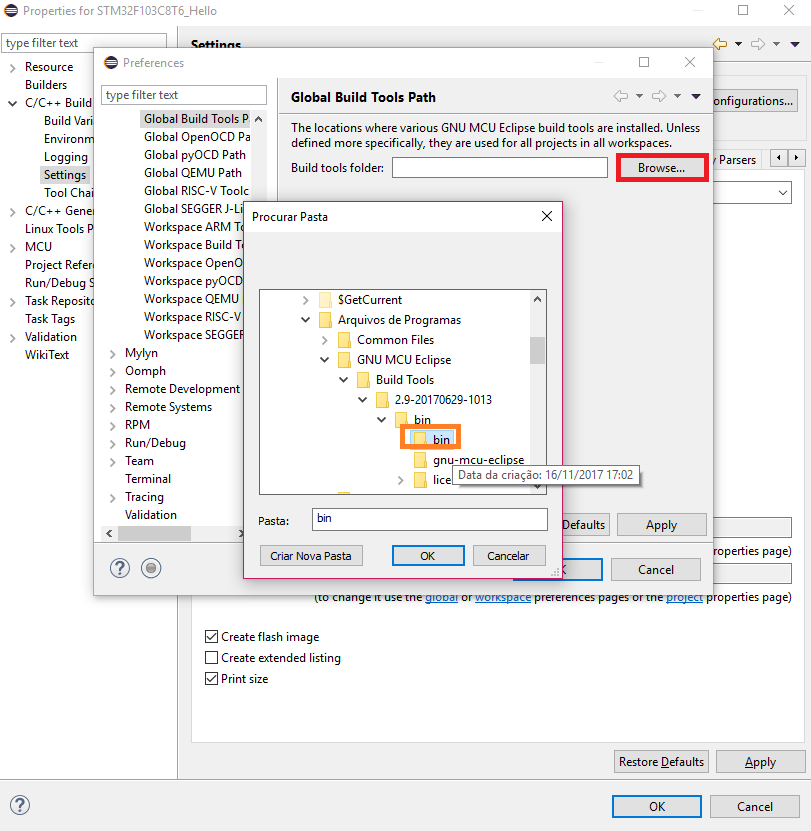 Properties for STM32F103C8T6_Hello
type filter text
Resource
Builders
C/C++ Build
Build Vari
Environm
Logging
Settings
Tool Chai
C/C++ Gener
Linux Tools P
MCU
Project Refer
Run/Debug S
Task Reposito
Task Tags
Validation
WikiText
Settings
onfigurations...
y Parsers
Preferences
type filter text
Global Build Tools P
Global OpenOCD Pa
Global pyOCD Path
Global QEMU Path
Global RISC-V Toolc
Global SEGGER J-Li
Workspace ARM To
Workspace Build To
Workspace OpenO
Workspace pyOCD
Workspace QEMU
Workspace RISC-V
Workspace SEGGER
Mylyn
Oomph
Remote Development
Remote Systems
RPM
Run/Debug
Team
Terminal
Tracing
Validation
Global Build Tools Path
The locations where various GNU MCU Eclipse build tools are installed. Unless
defined more specifically, they are used for all projects in all workspaces.
Build tools folder:
Browse...
Procurar Pasta
$GetCurrent
Arquivos de Programas
Common Files
GNU MCU Eclipse
Build Tools
2.9-20170629-1013
bin
bin
gnu-mcu-eclipse
lice
Data da criação: 16/11/2017 17:02
Pasta:
bin
Criar Nova Pasta
OK
Cancelar
Defaults
Apply
Cancel
roperties page)
(to change it use the global or workspace preferences pages or the project properties page)
Create flash image
Create extended listing
Print size
Restore Defaults
Apply
OK
Cancel